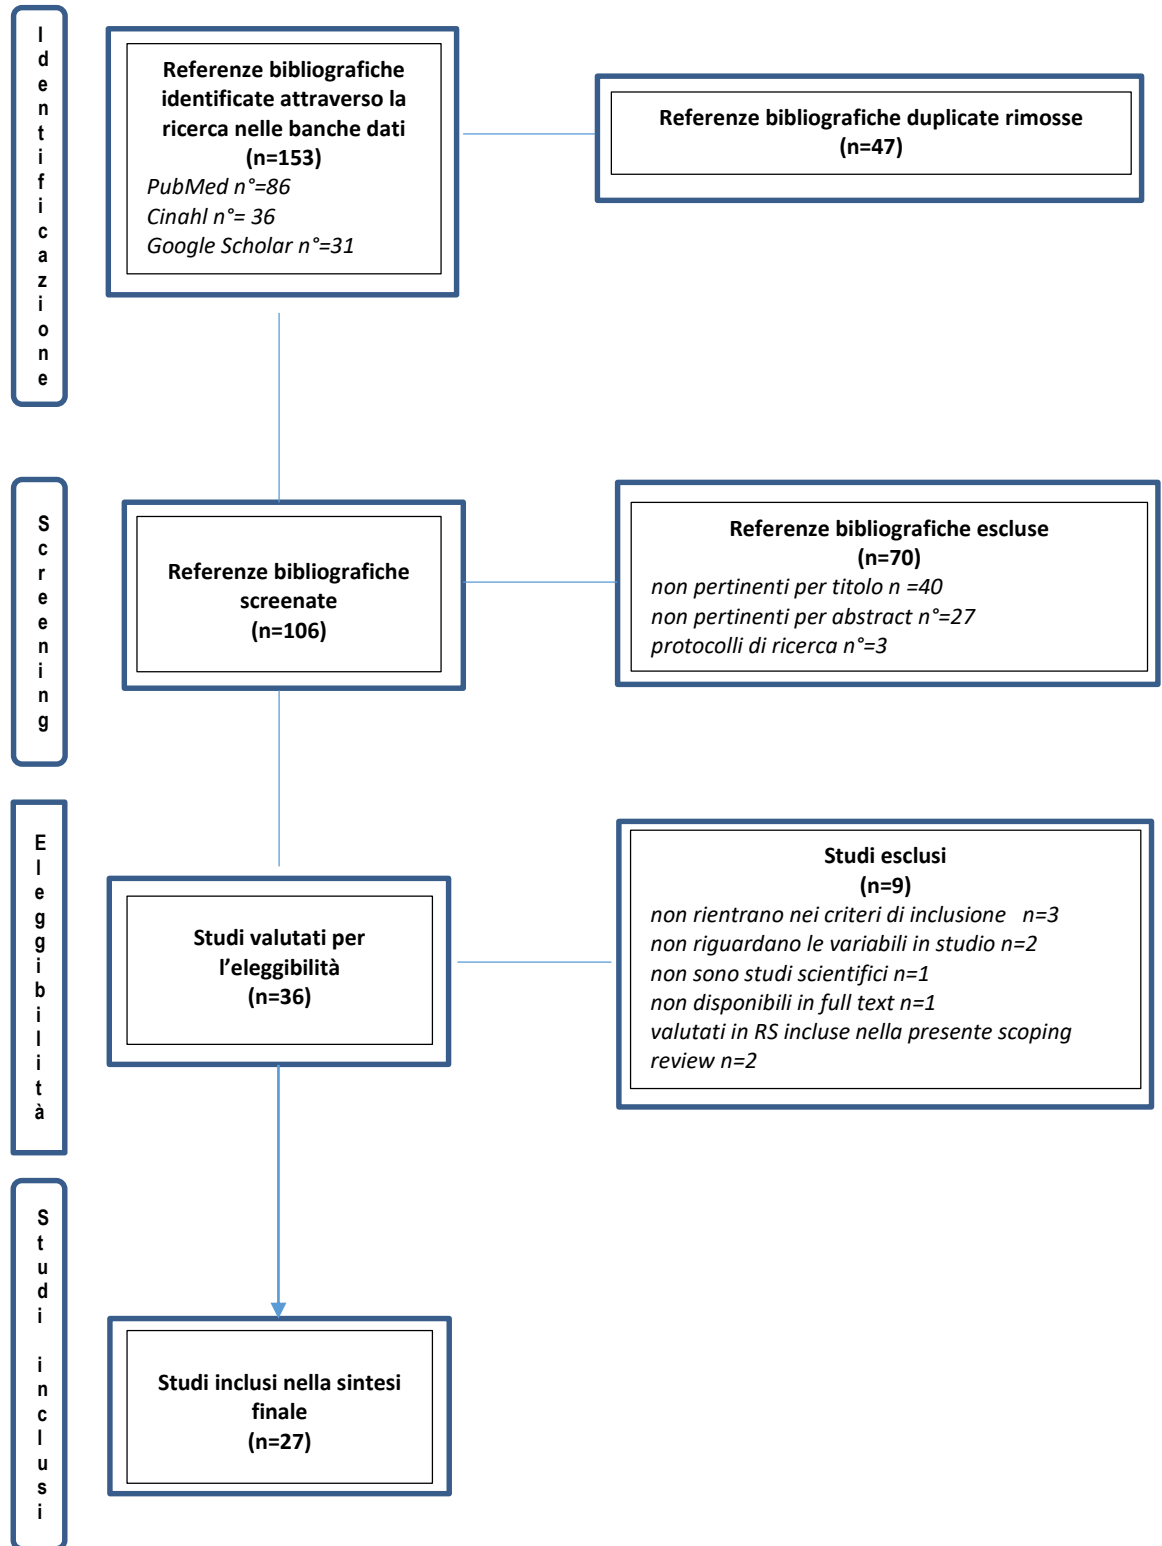 Identificazione
Referenze bibliografiche
identificate attraverso la
ricerca nelle banche dati
(n=153)
PubMed n°=86
Cinahl n°= 36
Google Scholar n°=31
Referenze bibliografiche duplicate rimosse
(n=47)
Screening
Referenze bibliografiche
screenate
(n=106)
Referenze bibliografiche escluse
(n=70)
non pertinenti per titolo n =40
non pertinenti per abstract n°=27
protocolli di ricerca n°=3
Eleggibilità
Studi valutati per
l’eleggibilità
(n=36)
Studi esclusi
(n=9)
non rientrano nei criteri di inclusione n=3
non riguardano le variabili in studio n=2
non sono studi scientifici n=1
non disponibili in full text n=1
valutati in RS incluse nella presente scoping
review n=2
Studi inclusi
Studi inclusi nella sintesi
finale
(n=27)